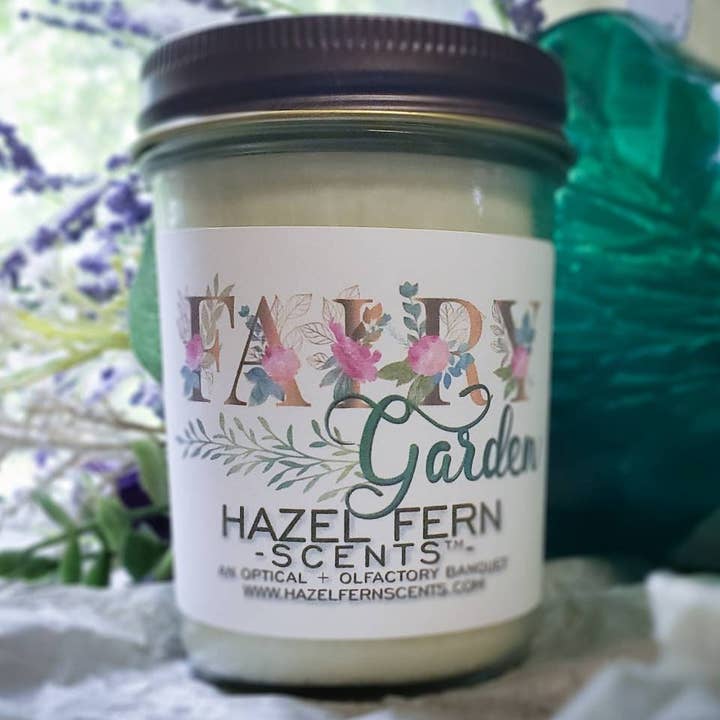 FAIRY
Garden
HAZEL FERN
-SCENTS™-
AN OPTICAL + OLFACTORY BANQUET
WWW.HAZELFERNSCENTS.COM